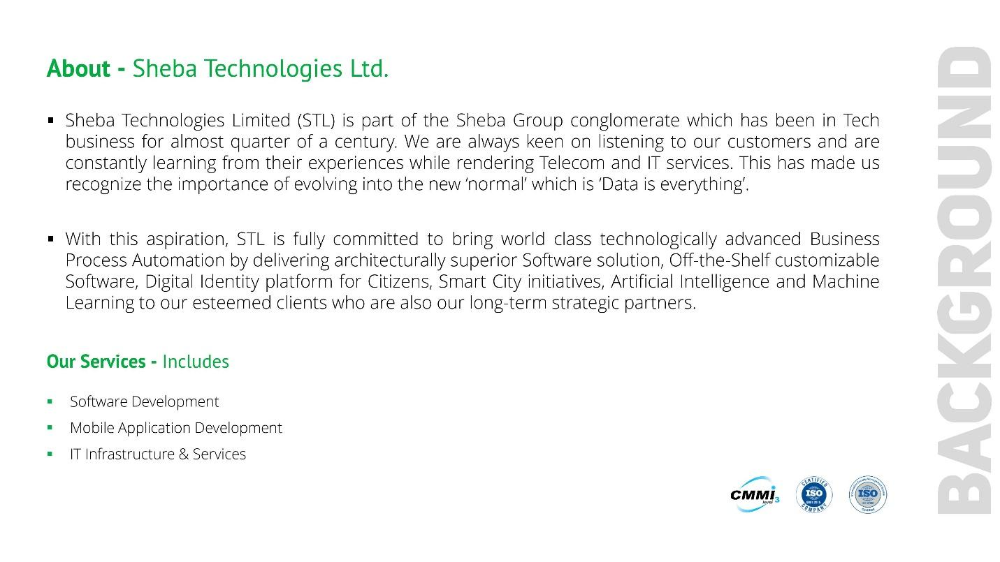 About - Sheba Technologies Ltd.
▪ Sheba Technologies Limited (STL) is part of the Sheba Group conglomerate which has been in Tech
business for almost quarter of a century. We are always keen on listening to our customers and are
constantly learning from their experiences while rendering Telecom and IT services. This has made us
recognize the importance of evolving into the new ‘normal’ which is ‘Data is everything’.
▪ With this aspiration, STL is fully committed to bring world class technologically advanced Business
Process Automation by delivering architecturally superior Software solution, Off-the-Shelf customizable
Software, Digital Identity platform for Citizens, Smart City initiatives, Artificial Intelligence and Machine
Learning to our esteemed clients who are also our long-term strategic partners.
Our Services - Includes
▪ Software Development
▪ Mobile Application Development
▪ IT Infrastructure & Services
CMMi
level 3
CERTIFIED
ISO
9001:2015
COMPANY
ISO
Certified
BACKGROUND